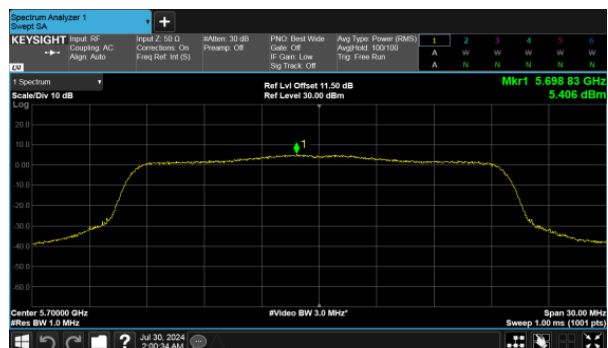 Spectrum Analyzer 1
Swept SA
+
KEYSIGHT Input: RF Input Z: 50 Ω #Atten: 30 dB PNO: Best Wide Avg Type: Power (RMS) 1 2 3 4 5 6
Coupling: AC Corrections: On Preamp: Off Gate: Off Avg|Hold: 100/100 A W W W W W
Align: Auto Freq Ref: Int (S) IF Gain: Low Trig: Free Run
Sig Track: Off A N N N N N
LXI
1 Spectrum Ref Lvl Offset 11.50 dB Mkr1 5.698 83 GHz
Scale/Div 10 dB Ref Level 30.00 dBm 5.406 dBm
Log
20.0
10.0
1
0.00
-10.0
-20.0
-30.0
-40.0
-50.0
-60.0
Center 5.70000 GHz #Video BW 3.0 MHz* Span 30.00 MHz
#Res BW 1.0 MHz Sweep 1.00 ms (1001 pts)
? Jul 30, 2024
2:00:34 AM